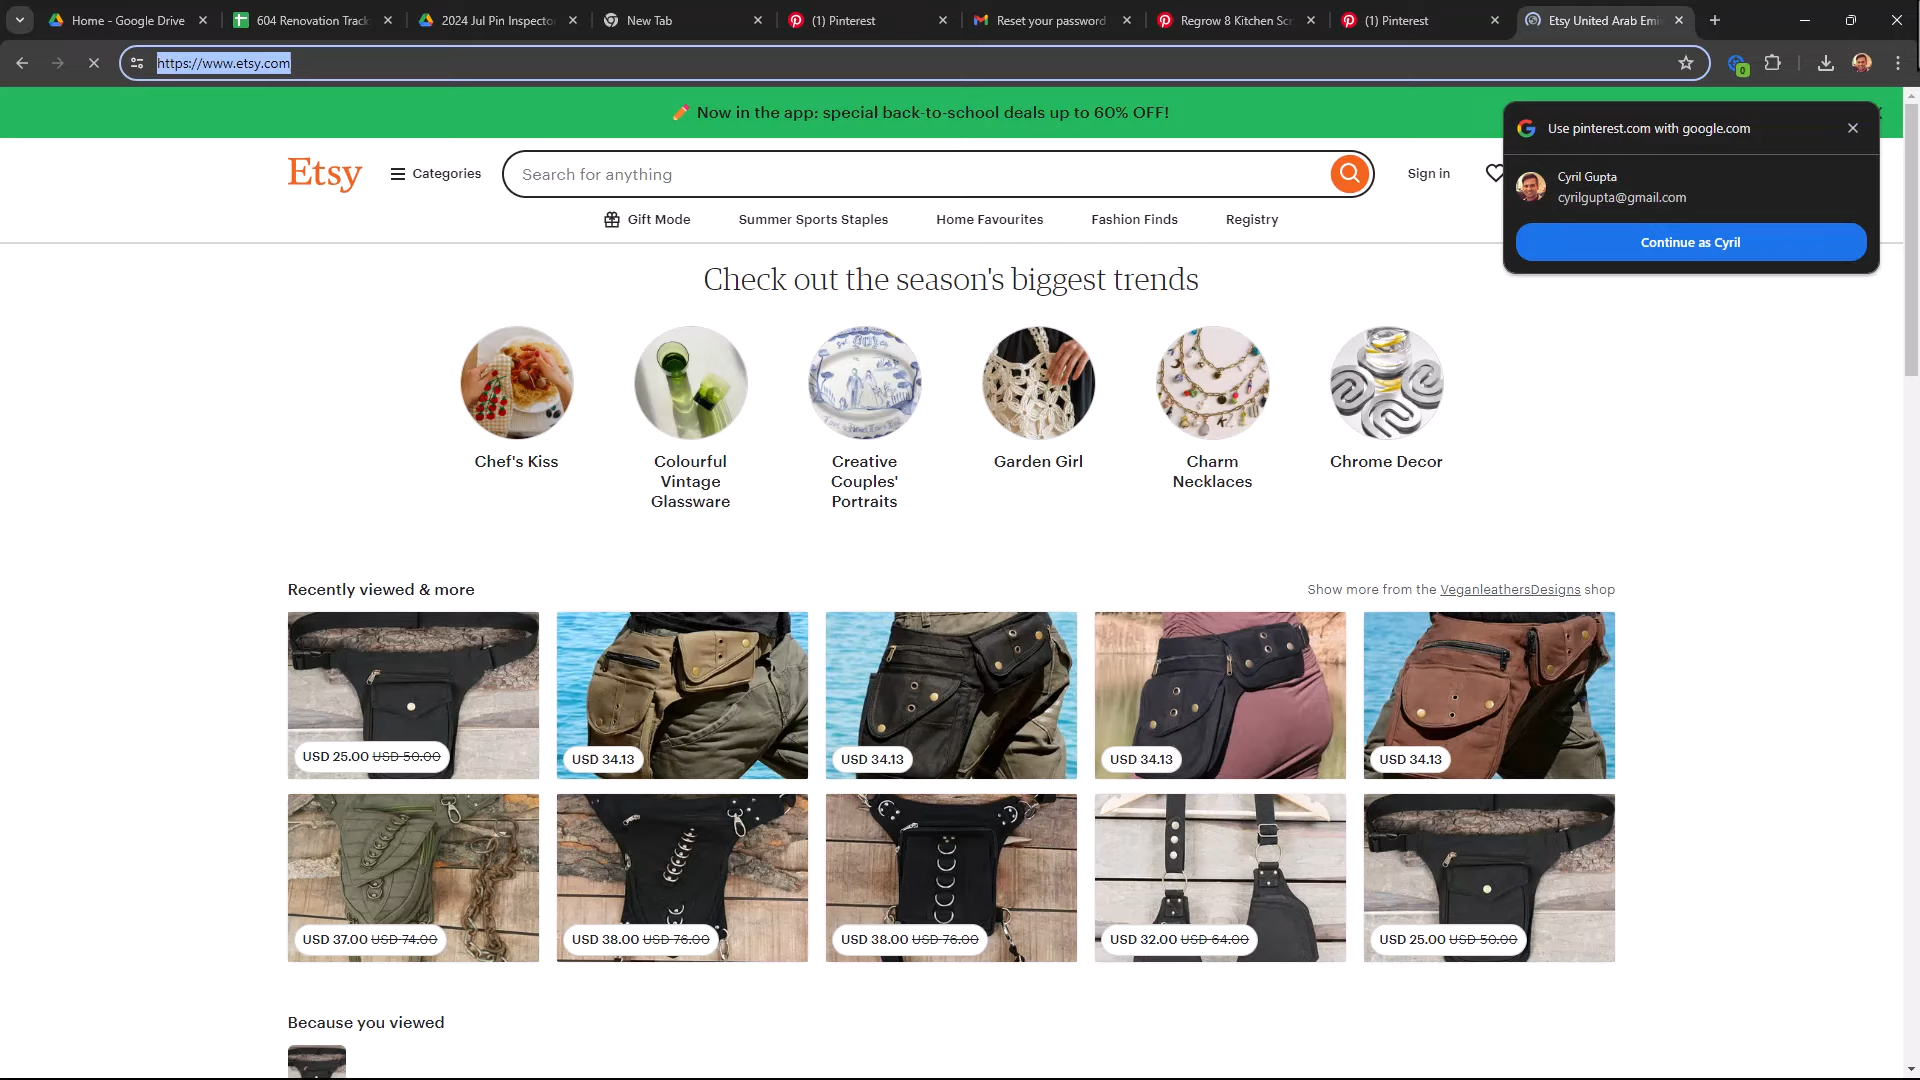 Home - Google Drive
604 Renovation Track
2024 Jul Pin Inspector
New Tab
(1) Pinterest
Reset your password
Regrow 8 Kitchen Scr
(1) Pinterest
Etsy United Arab Emi
https://www.etsy.com
0
Now in the app: special back-to-school deals up to 60% OFF!
Use pinterest.com with google.com
Cyril Gupta
cyrilgupta@gmail.com
Continue as Cyril
Etsy
Categories
Search for anything
Sign in
Gift Mode
Summer Sports Staples
Home Favourites
Fashion Finds
Registry
Check out the season's biggest trends
Chef's Kiss
Colourful
Vintage
Glassware
Creative
Couples'
Portraits
Garden Girl
Charm
Necklaces
Chrome Decor
Recently viewed & more
Show more from the VeganleathersDesigns shop
USD 25.00 USD 50.00
USD 34.13
USD 34.13
USD 34.13
USD 34.13
USD 37.00 USD 74.00
USD 38.00 USD 76.00
USD 38.00 USD 76.00
USD 32.00 USD 64.00
USD 25.00 USD 50.00
Because you viewed